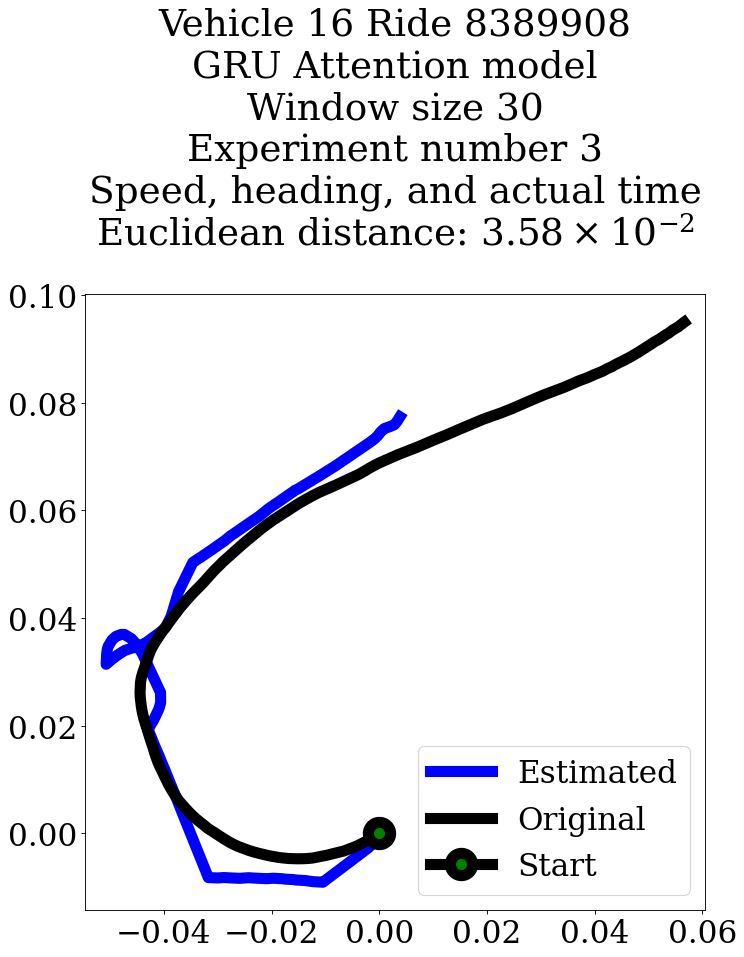 Vehicle 16 Ride 8389908
GRU Attention model
Window size 30
Experiment number 3
Speed, heading, and actual time
Euclidean distance: 3.58 × 10⁻²
0.10
0.08
0.06
0.04
0.02
0.00
Estimated
Original
Start
−0.04 −0.02 0.00 0.02 0.04 0.06